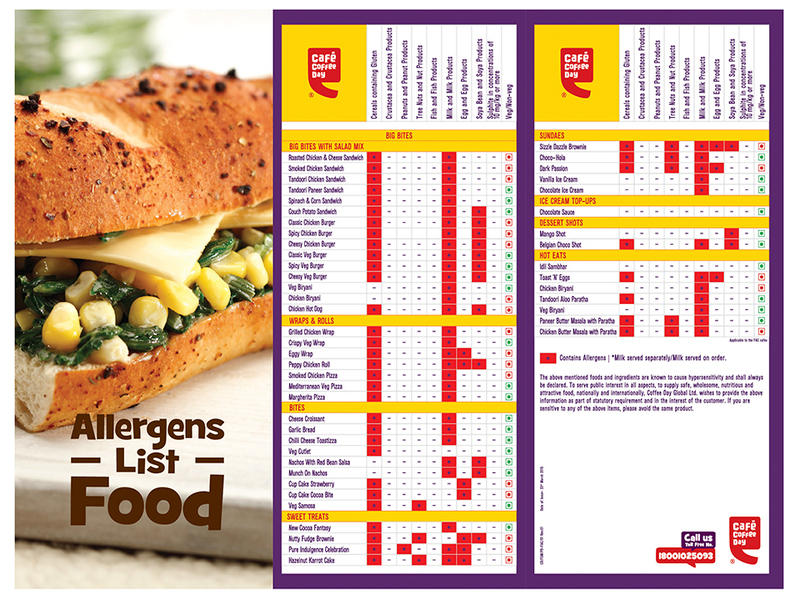 Allergens
List
Food
Café
Coffee
Day
®
Cereals containing Gluten
Crustacea and Crustacea Products
Peanuts and Peanut Products
Tree Nuts and Nut Products
Fish and Fish Products
Milk and Milk Products
Egg and Egg Products
Soya Bean and Soya Products
Sulphite in concentrations of
10 mg/kg or more
Veg/Non-veg
BIG BITES
BIG BITES WITH SALAD MIX
Roasted Chicken & Cheese Sandwich
Smoked Chicken Sandwich
Tandoori Chicken Sandwich
Tandoori Paneer Sandwich
Spinach & Corn Sandwich
Couch Potato Sandwich
Classic Chicken Burger
Spicy Chicken Burger
Cheesy Chicken Burger
Classic Veg Burger
Spicy Veg Burger
Cheesy Veg Burger
Veg Biryani
Chicken Biryani
Chicken Hot Dog
WRAPS & ROLLS
Grilled Chicken Wrap
Crispy Veg Wrap
Eggy Wrap
Peppy Chicken Roll
Smoked Chicken Pizza
Mediterranean Veg Pizza
Margherita Pizza
BITES
Cheese Croissant
Garlic Bread
Chilli Cheese Toastizza
Veg Cutlet
Nachos With Red Bean Salsa
Munch On Nachos
Cup Cake Strawberry
Cup Cake Cocoa Bite
Veg Samosa
SWEET TREATS
New Cocoa Fantasy
Nutty Fudge Brownie
Pure Indulgence Celebration
Hazelnut Karrot Cake
Café
Coffee
Day
®
Cereals containing Gluten
Crustacea and Crustacea Products
Peanuts and Peanut Products
Tree Nuts and Nut Products
Fish and Fish Products
Milk and Milk Products
Egg and Egg Products
Soya Bean and Soya Products
Sulphite in concentrations of
10 mg/kg or more
Veg/Non-veg
SUNDAES
Sizzle Dazzle Brownie
Choco-Hola
Dark Passion
Vanilla Ice Cream
Chocolate Ice Cream
ICE CREAM TOP-UPS
Chocolate Sauce
DESSERT SHOTS
Mango Shot
Belgian Choco Shot
HOT EATS
Idli Sambhar
Toast 'N' Eggs
Chicken Biryani
Tandoori Aloo Paratha
Veg Biryani
Paneer Butter Masala with Paratha
Chicken Butter Masala with Paratha
Contains Allergens | *Milk served separately/Milk served on order.
The above mentioned foods and ingredients are known to cause hypersensitivity and shall always
be declared. To serve public interest in all aspects, to supply safe, wholesome, nutritious and
attractive food, nationally and internationally, Coffee Day Global Ltd. wishes to provide the above
information as part of statutory requirement and in the interest of the customer. If you are
sensitive to any of the above items, please avoid the same product.
Call us
Toll Free No.
18001025093
Café
Coffee
Day
®